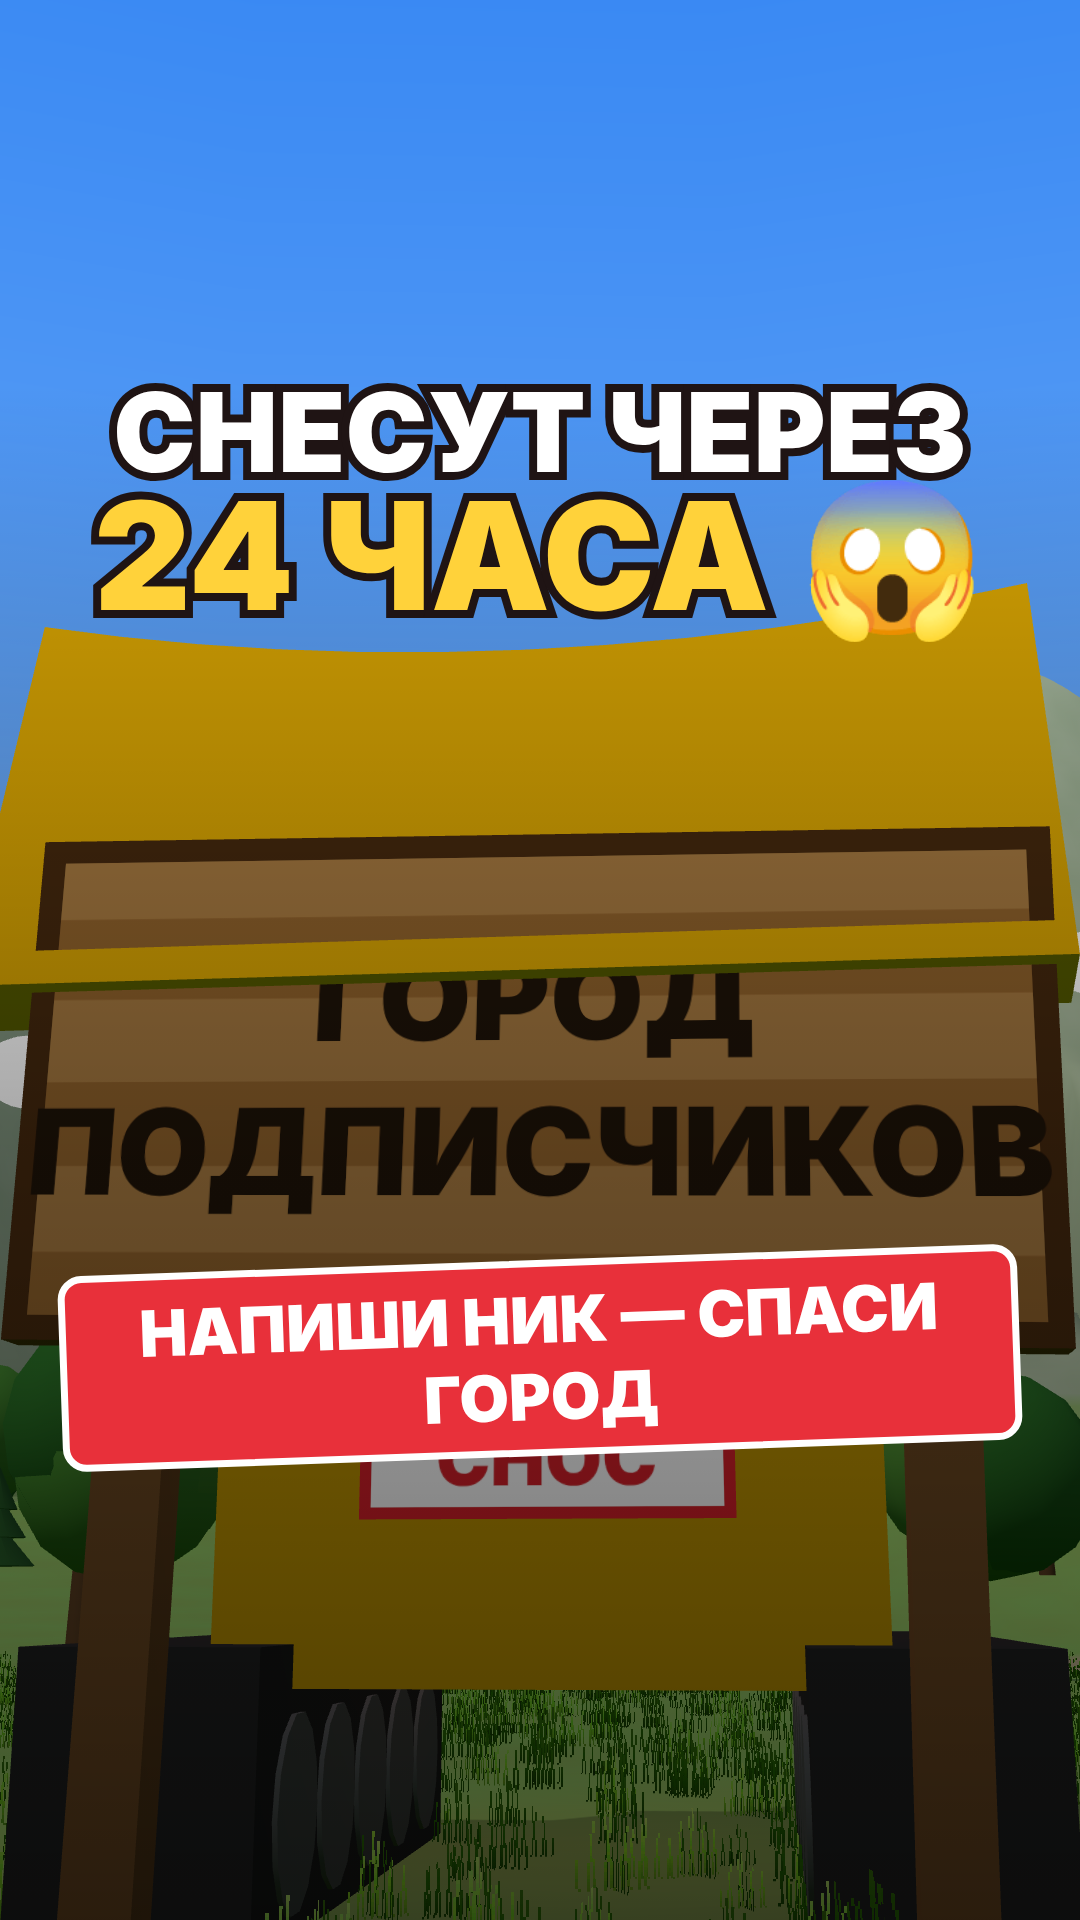 СНЕСУТ ЧЕРЕЗ
24 ЧАСА 😱
ГОРОД
ПОДПИСЧИКОВ
НАПИШИ НИК — СПАСИ
ГОРОД
СНОС